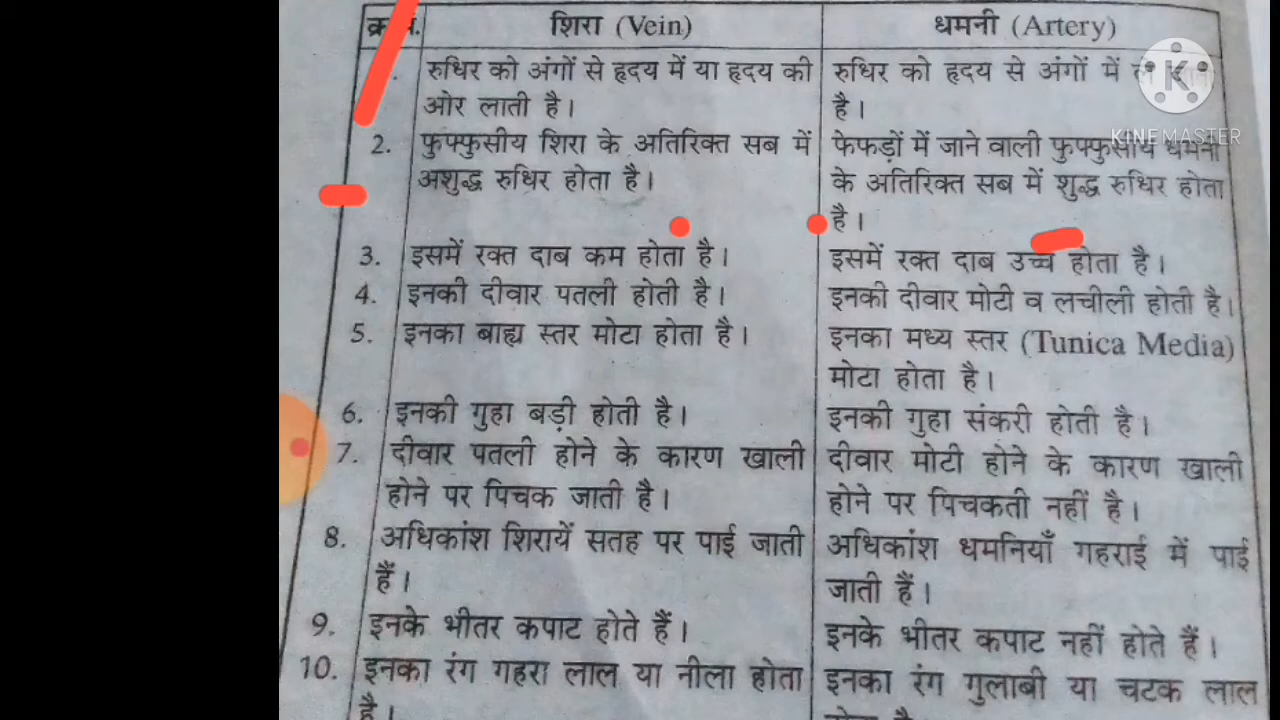 शिरा (Vein) धमनी (Artery)
रुधिर को अंगों से हृदय में या हृदय की रुधिर को हृदय से अंगों में
ओर लाती है। है।
2. फुफ्फुसीय शिरा के अतिरिक्त सब में फेफड़ों में जाने वाली फुफ्फुसीय धमनी
अशुद्ध रुधिर होता है। के अतिरिक्त सब में शुद्ध रुधिर होता
है।
3. इसमें रक्त दाब कम होता है। इसमें रक्त दाब उच्च होता है।
4. इनकी दीवार पतली होती है। इनकी दीवार मोटी व लचीली होती है।
5. इनका बाह्य स्तर मोटा होता है। इनका मध्य स्तर (Tunica Media)
मोटा होता है।
6. इनकी गुहा बड़ी होती है। इनकी गुहा संकरी होती है।
7. दीवार पतली होने के कारण खाली दीवार मोटी होने के कारण खाली
होने पर पिचक जाती है। होने पर पिचकती नहीं है।
8. अधिकांश शिरायें सतह पर पाई जाती अधिकांश धमनियाँ गहराई में पाई
हैं। जाती हैं।
9. इनके भीतर कपाट होते हैं। इनके भीतर कपाट नहीं होते हैं।
10. इनका रंग गहरा लाल या नीला होता इनका रंग गुलाबी या चटक लाल
है।
K
KINEMASTER